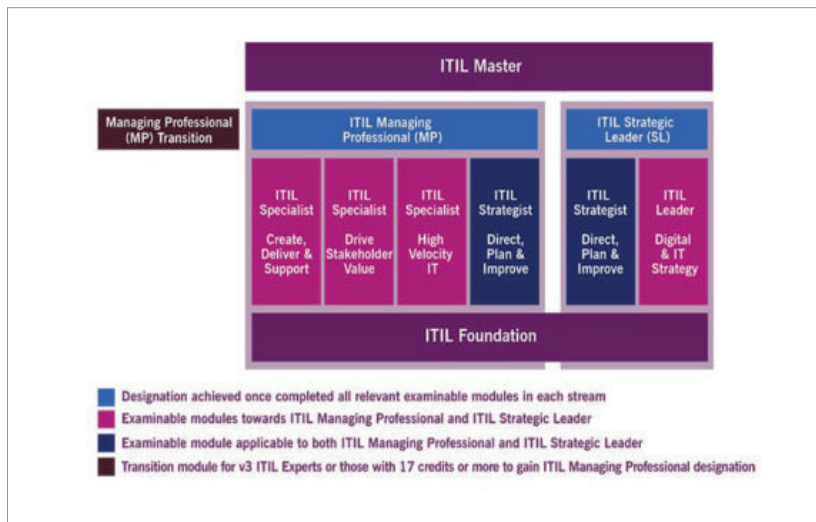 ITIL Master
Managing Professional
(MP) Transition
ITIL Managing
Professional (MP)
ITIL Strategic
Leader (SL)
ITIL
Specialist
Create,
Deliver &
Support
ITIL
Specialist
Drive
Stakeholder
Value
ITIL
Specialist
High
Velocity
IT
ITIL
Strategist
Direct,
Plan &
Improve
ITIL
Strategist
Direct,
Plan &
Improve
ITIL
Leader
Digital
& IT
Strategy
ITIL Foundation
Designation achieved once completed all relevant examinable modules in each stream
Examinable modules towards ITIL Managing Professional and ITIL Strategic Leader
Examinable module applicable to both ITIL Managing Professional and ITIL Strategic Leader
Transition module for v3 ITIL Experts or those with 17 credits or more to gain ITIL Managing Professional designation